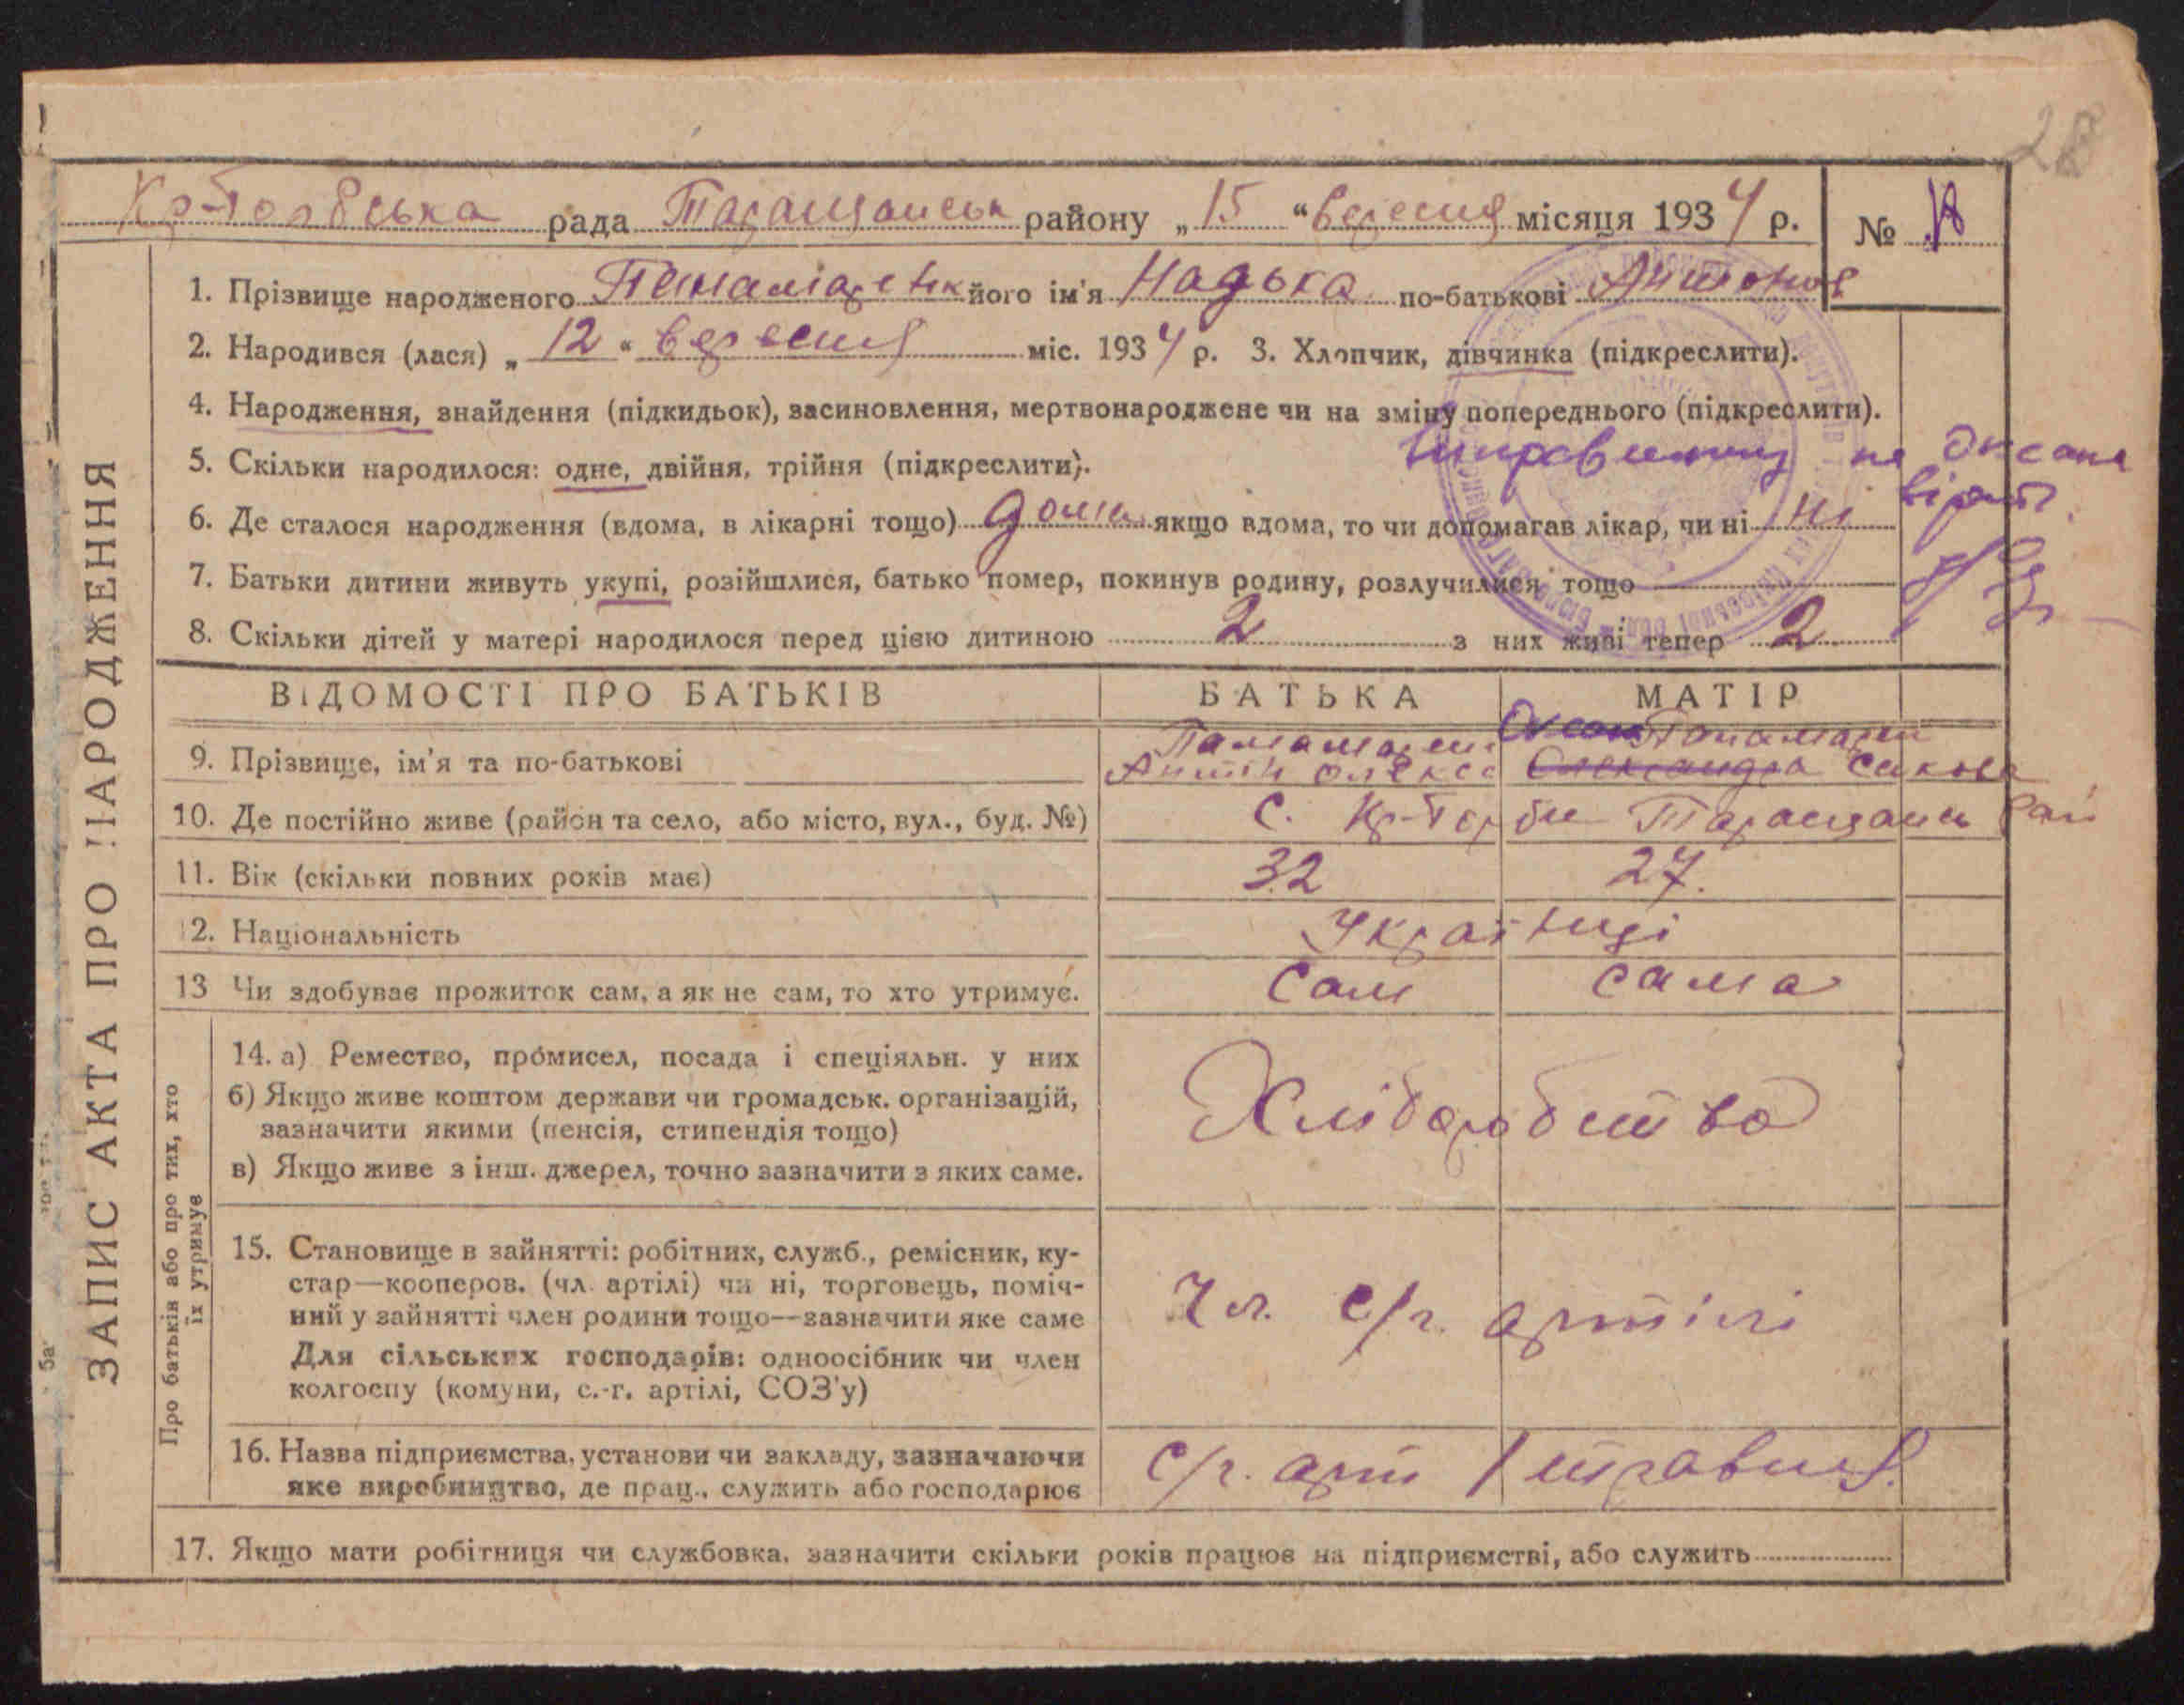 28
рада Таращанськ району „15“ вересня місяця 1934 р. №
1. Прізвище народженого його ім'я Надька по-батькові Антонов
2. Народився (лася) „12“ вересня міс. 1934 р. 3. Хлопчик, дівчинка (підкреслити).
4. Народження, знайдення (підкидьок), засиновлення, мертвонароджене чи на зміну попереднього (підкреслити).
на Оксана
5. Скільки народилося: одне, двійня, трійня (підкреслити).
вірити
6. Де сталося народження (вдома, в лікарні тощо) дома якщо вдома, то чи допомагав лікар, чи ні ні
7. Батьки дитини живуть укупі, розійшлися, батько помер, покинув родину, розлучилися тощо
8. Скільки дітей у матері народилося перед цією дитиною 2 з них живі тепер 2
ЗАПИС АКТА ПРО НАРОДЖЕННЯ
ВІДОМОСТІ ПРО БАТЬКІВ БАТЬКА МАТІР
9. Прізвище, ім'я та по-батькові
Антін Олекс Олександра
10. Де постійно живе (район та село, або місто, вул., буд. №) с. Таращанськ рай
11. Вік (скільки повних років має) 32 27.
12. Національність Українці
13 Чи здобуває прожиток сам, а як не сам, то хто утримує. сам сама
Про батьків або про тих, хто
їх утримує
14. а) Ремество, промисел, посада і спеціяльн. у них
б) Якщо живе коштом держави чи громадськ. організацій,
зазначити якими (пенсія, стипендія тощо)
Хліборобство
в) Якщо живе з інш. джерел, точно зазначити з яких саме.
15. Становище в зайнятті: робітник, служб., ремісник, ку-
стар—кооперов. (чл. артілі) чи ні, торговець, поміч-
ний у зайнятті член родини тощо—зазначити яке саме
Чл. с/г. артілі
Для сільських господарів: одноосібник чи член
колгоспу (комуни, с.-г. артілі, СОЗ'у)
16. Назва підприємства, установи чи закладу, зазначаючи
яке виробництво, де прац., служить або господарює
с/г. арт 1 травня.
17. Якщо мати робітниця чи службовка, зазначити скільки років працює на підприємстві, або служить